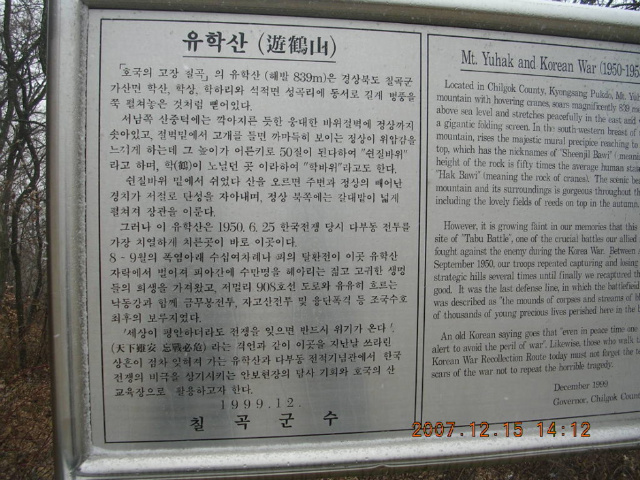 유학산 (遊鶴山)
「호국의 고장 칠곡」의 유학산 (해발 839m)은 경상북도 칠곡군
가산면 학산, 학상, 학하리와 석적면 성곡리에 동서로 길게 병풍을
쭉 펼쳐놓은 것처럼 뻗어있다.
서남쪽 산중턱에는 깍아지른 듯한 웅대한 바위절벽에 정상까지
솟아있고, 절벽밑에서 고개를 들면 까마득히 보이는 정상이 위압감을
느끼게 하는데 그 높이가 어른키로 50질이 된다하여 "쉰질바위"
라고 하며, 학(鶴)이 노닐던 곳 이라하여 "학바위"라고도 한다.
쉰질바위 밑에서 쉬었다 산을 오르면 주변과 정상의 빼어난
경치가 저절로 탄성을 자아내며, 정상 북쪽에는 갈대밭이 넓게
펼쳐져 장관을 이룬다.
그러나 이 유학산은 1950. 6. 25 한국전쟁 당시 다부동 전투를
가장 치열하게 치른곳이 바로 이곳이다.
8 - 9월의 폭염아래 수십여차례나 피의 탈환전이 이곳 유학산
자락에서 벌어져 피아간에 수만명을 헤아리는 젊고 고귀한 생명
들의 희생을 가져왔고, 저멀리 908호선 도로와 유유히 흐르는
낙동강과 함께 금무봉전투, 자고산전투 및 융단폭격 등 조국수호
최후의 보루지였다.
「세상이 평안하더라도 전쟁을 잊으면 반드시 위기가 온다」
(天下雖安 忘戰必危) 라는 격언과 같이 이곳을 지난날 쓰라린
상흔이 점차 잊혀져 가는 유학산과 다부동 전적기념관에서 한국
전쟁의 비극을 상기시키는 안보현장의 답사 기회와 호국의 산
교육장으로 활용하고자 한다.
1999. 12.
칠 곡 군 수
Mt. Yuhak and Korean War (1950-195
Located in Chilgok County, Kyongsang Pukdo, Mt. Yuh
mountain with hovering cranes, soars magnificently 839 m
above sea level and stretches peacefully in the east and
a gigantic folding screen. In the south-western breast of
mountain, rises the majestic mural precipice reaching to
top, which has the nicknames of 'Sheenjil Bawi' (meani
height of the rock is fifty times the average human statu
'Hak Bawi' (meaning the rock of cranes). The scenic bea
mountain and its surroundings is gorgeous throughout th
including the lovely fields of reeds on top in the autumn.
However, it is growing faint in our memories that this
site of "Tabu Battle", one of the crucial battles our allied
fought against the enemy during the Korea War. Between
September 1950, our troops repeated capturing and losing
strategic hills several times until finally we recaptured t
good. It was the last defense line, in which the battlefield
was described as "the mounds of corpses and streams of
of thousands of young precious lives perished here in the
An old Korean saying goes that "even in peace time one
alert to avoid the peril of war". Likewise, those who walk t
Korean War Recollection Route today must not forget the t
scars of the war not to repeat the horrible tragedy.
December 1999
Governor, Chilgok Count
2007.12.15 14:12